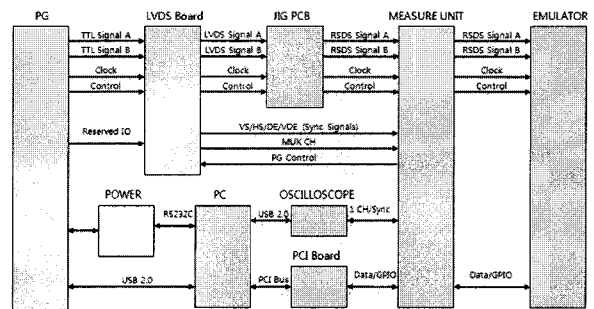 PG LVDS Board JIG PCB MEASURE UNIT EMULATOR
TTL Signal A LVDS Signal A RSDS Signal A RSDS Signal A
TTL Signal B LVDS Signal B RSDS Signal B RSDS Signal B
Clock Clock Clock Clock
Control Control Control Control
Reserved IO VS/HS/DE/VDE (Sync Signals)
MUX CH
PG Control
POWER PC OSCILLOSCOPE
RS232C USB 2.0 1 CH/Sync
PCI Board
USB 2.0 PCI Bus Data/GPIO Data/GPIO